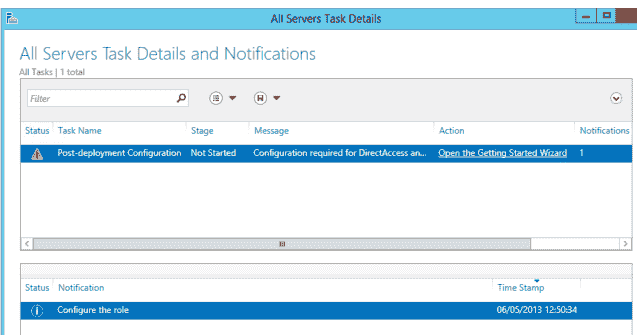 All Servers Task Details
All Servers Task Details and Notifications
All Tasks | 1 total
Filter
Status Task Name Stage Message Action Notifications
Post-deployment Configuration Not Started Configuration required for DirectAccess an... Open the Getting Started Wizard 1
Status Notification Time Stamp
Configure the role 06/05/2013 12:50:34